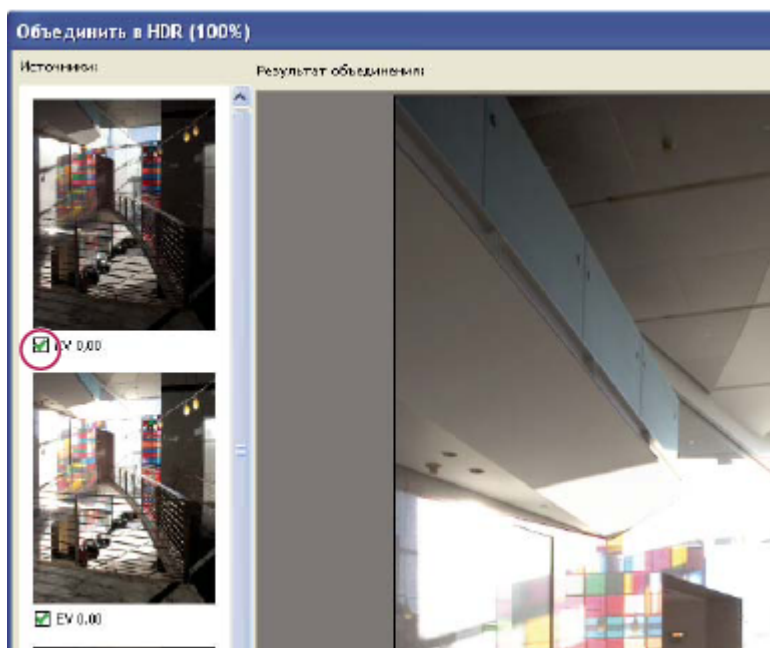 Объединить в HDR (100%)
Источники:
Результат объединения:
EV 0,00
EV 0,00